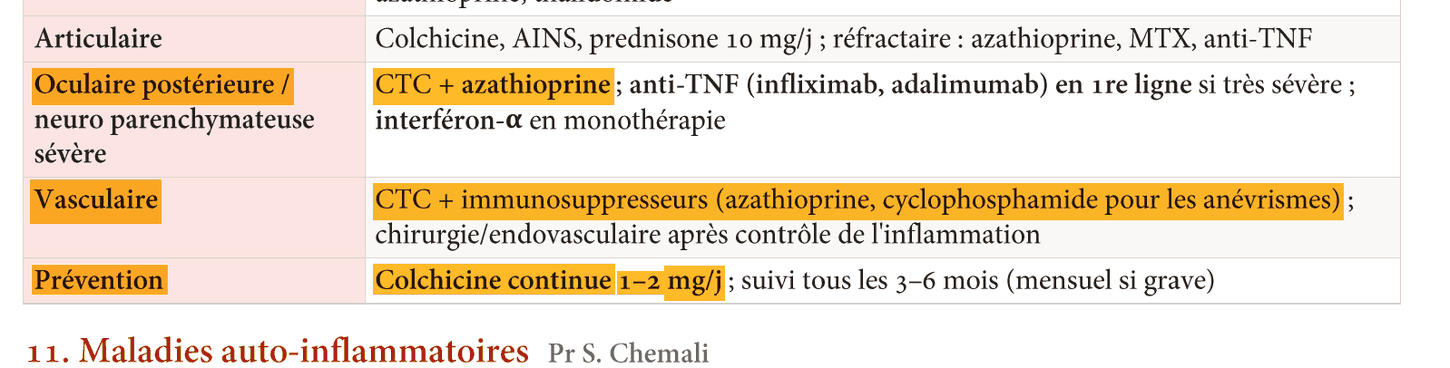 azathioprine, thalidomide
Articulaire
Colchicine, AINS, prednisone 10 mg/j ; réfractaire : azathioprine, MTX, anti-TNF
Oculaire postérieure /
neuro parenchymateuse
sévère
CTC + azathioprine ; anti-TNF (infliximab, adalimumab) en 1re ligne si très sévère ;
interféron-α en monothérapie
Vasculaire
CTC + immunosuppresseurs (azathioprine, cyclophosphamide pour les anévrismes) ;
chirurgie/endovasculaire après contrôle de l'inflammation
Prévention
Colchicine continue 1–2 mg/j ; suivi tous les 3–6 mois (mensuel si grave)
11. Maladies auto-inflammatoires Pr S. Chemali